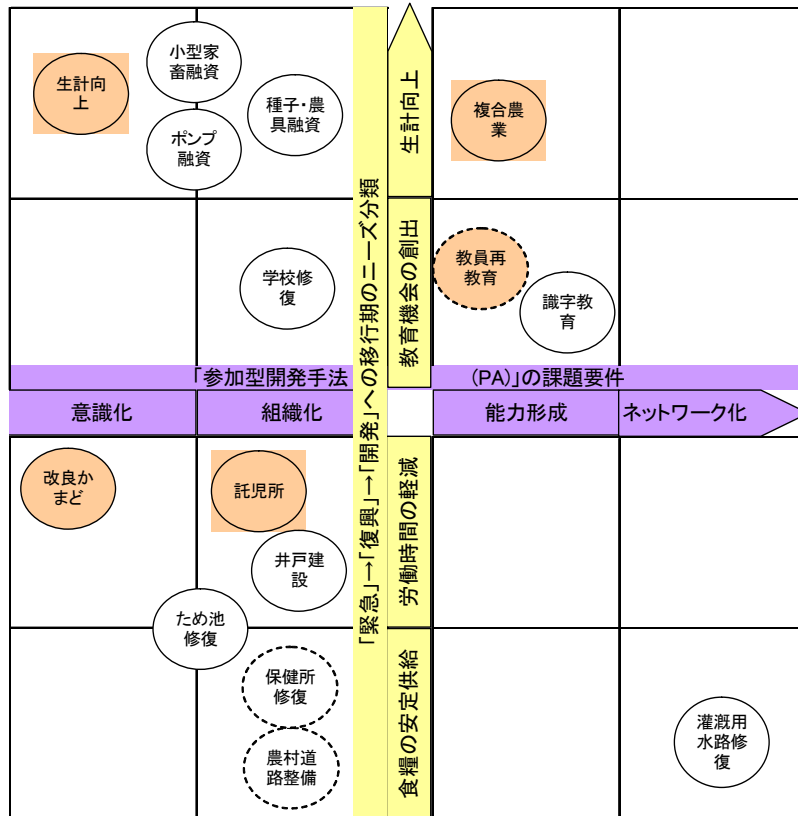 生計向
上
小型家
畜融資
ポンプ
融資
種子・農
具融資
複合農
業
学校修
復
教員再
教育
識字教
育
生計向上
教育機会の創出
「緊急」→「復興」→「開発」への移行期のニーズ分類
「参加型開発手法
(PA)」の課題要件
意識化
組織化
能力形成
ネットワーク化
改良か
まど
託児所
井戸建
設
ため池
修復
保健所
修復
農村道
路整備
労働時間の軽減
食糧の安定供給
灌漑用
水路修
復